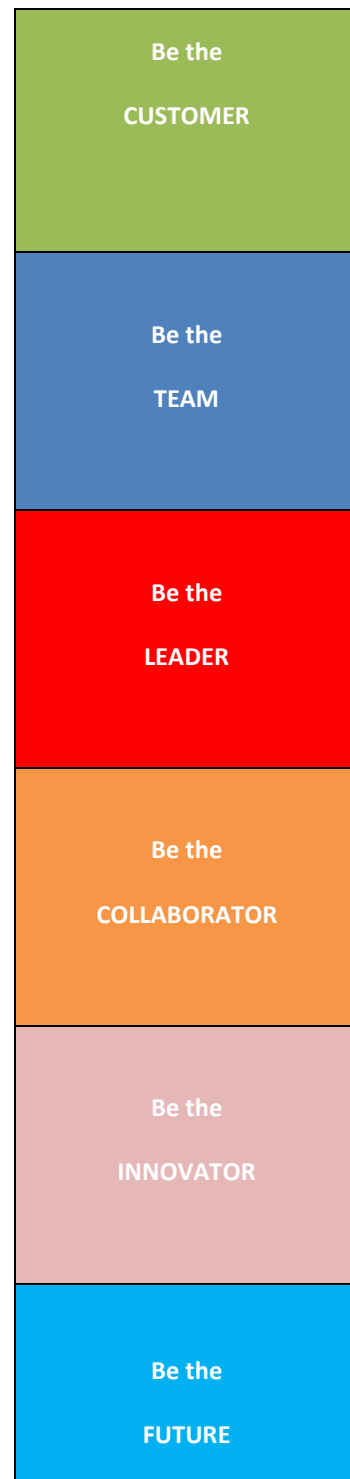 Be the
CUSTOMER
Be the
TEAM
Be the
LEADER
Be the
COLLABORATOR
Be the
INNOVATOR
Be the
FUTURE